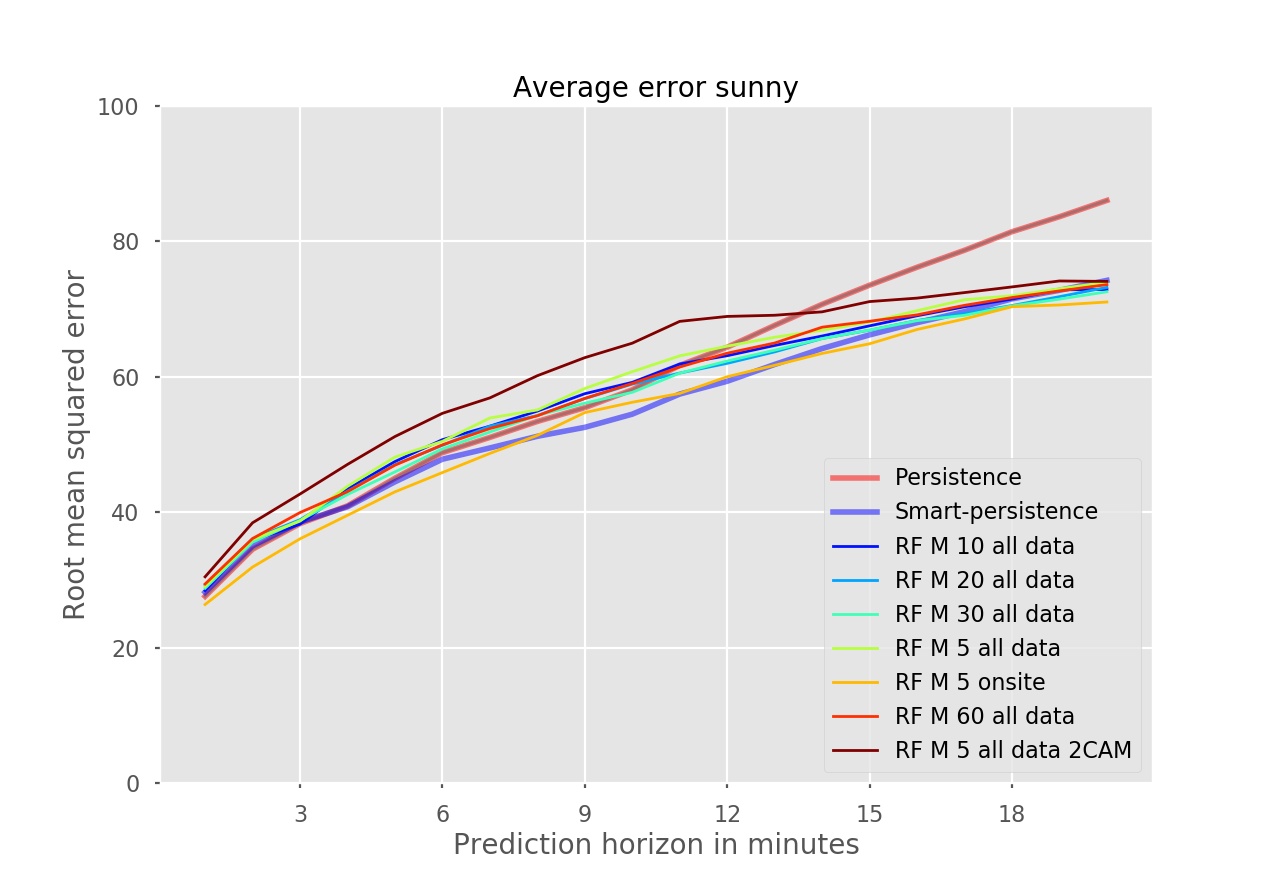 Average error sunny
Root mean squared error
100
80
60
40
20
0
3 6 9 12 15 18
Prediction horizon in minutes
Persistence
Smart-persistence
RF M 10 all data
RF M 20 all data
RF M 30 all data
RF M 5 all data
RF M 5 onsite
RF M 60 all data
RF M 5 all data 2CAM